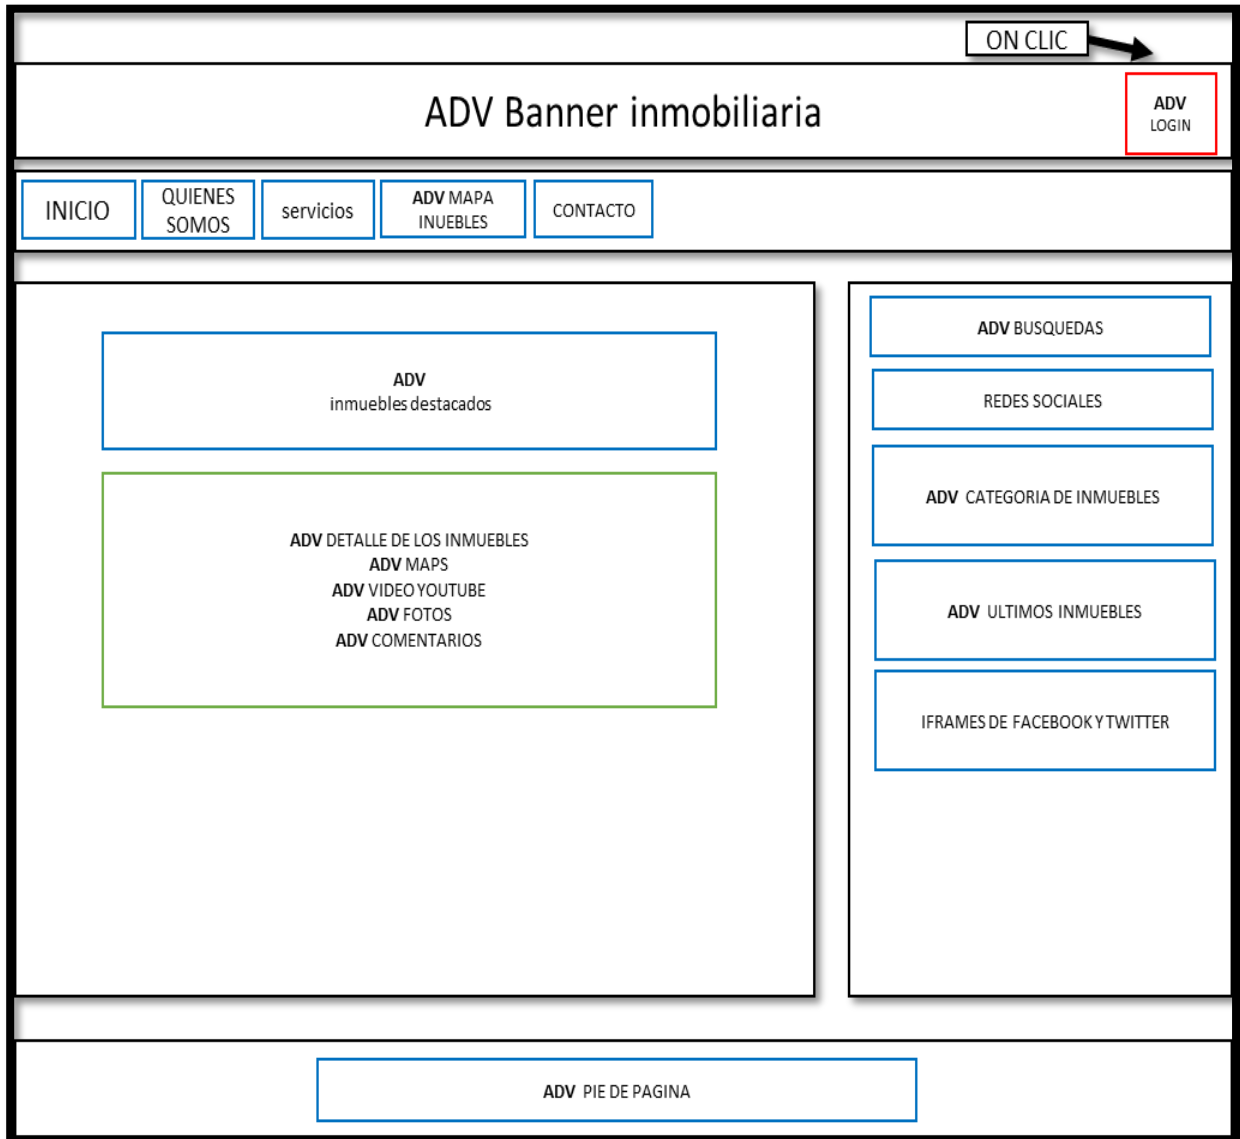 ON CLIC
ADV Banner inmobiliaria
ADV
LOGIN
INICIO
QUIENES
SOMOS
servicios
ADV MAPA
INUEBLES
CONTACTO
ADV
inmuebles destacados
ADV DETALLE DE LOS INMUEBLES
ADV MAPS
ADV VIDEO YOUTUBE
ADV FOTOS
ADV COMENTARIOS
ADV BUSQUEDAS
REDES SOCIALES
ADV CATEGORIA DE INMUEBLES
ADV ULTIMOS INMUEBLES
IFRAMES DE FACEBOOK Y TWITTER
ADV PIE DE PAGINA